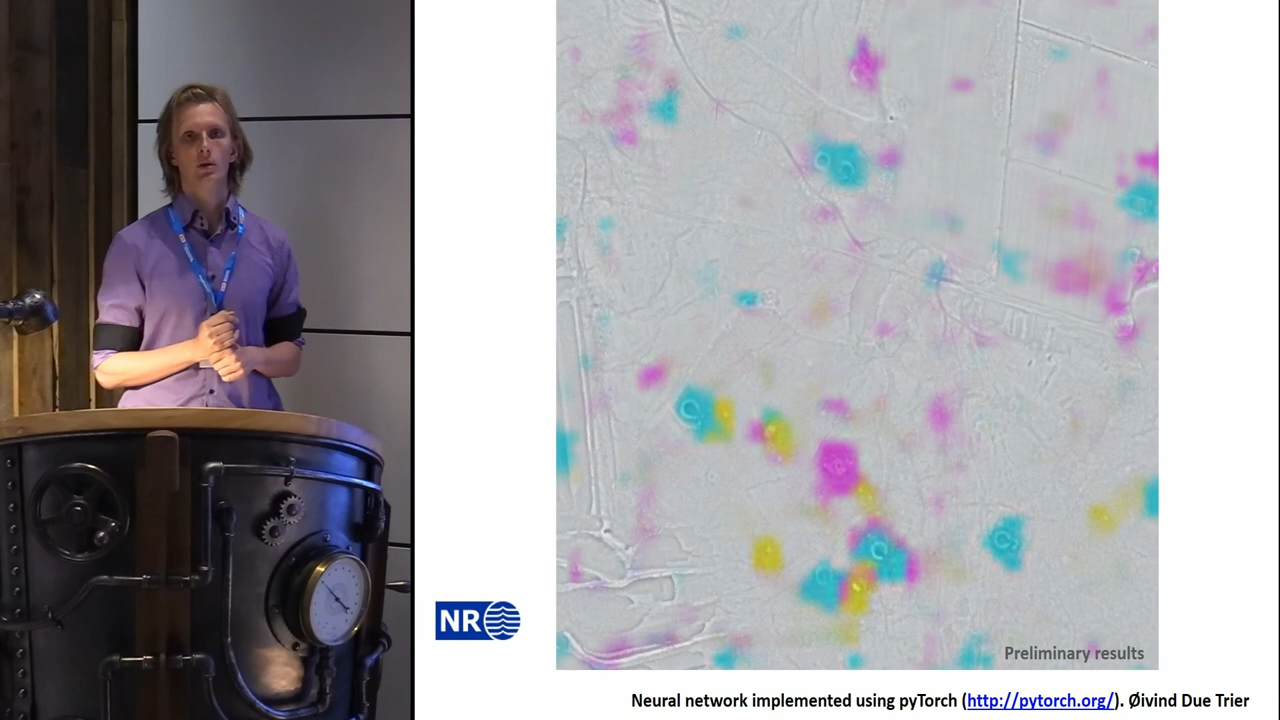 NR
Preliminary results
Neural network implemented using pyTorch (http://pytorch.org/). Øivind Due Trier